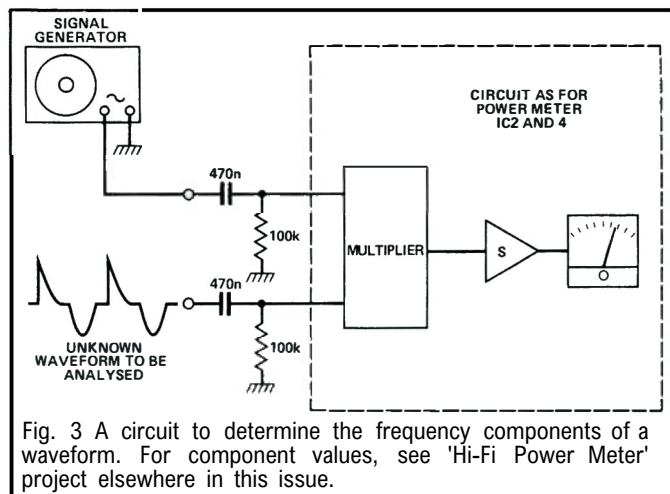 SIGNAL
GENERATOR
CIRCUIT AS FOR
POWER METER
IC2 AND 4
470n
100k
MULTIPLIER
S
470n
100k
UNKNOWN
WAVEFORM TO BE
ANALYSED
Fig. 3 A circuit to determine the frequency components of a
waveform. For component values, see 'Hi-Fi Power Meter'
project elsewhere in this issue.